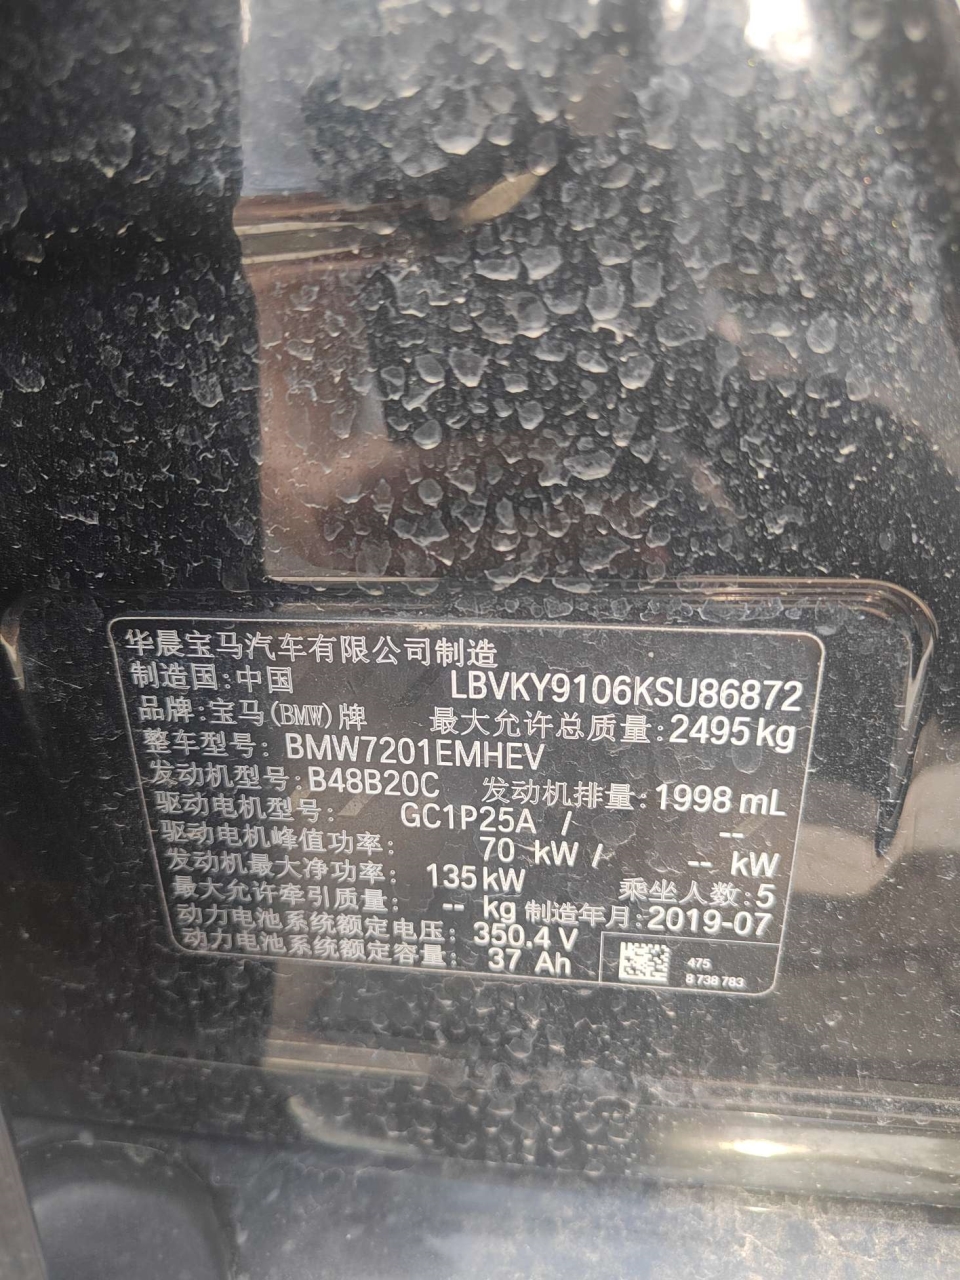 华晨宝马汽车有限公司制造
制造国:中国 LBVKY9106KSU86872
品牌:宝马(BMW)牌 最大允许总质量:2495kg
整车型号: BMW7201EMHEV
发动机型号:B48B20C 发动机排量:1998 mL
驱动电机型号: GC1P25A / --
驱动电机峰值功率: 70 kW / -- kW
发动机最大净功率: 135kW 乘坐人数:5
最大允许牵引质量: -- kg 制造年月:2019-07
动力电池系统额定电压: 350.4 V
动力电池系统额定容量: 37 Ah
475
8 738 783